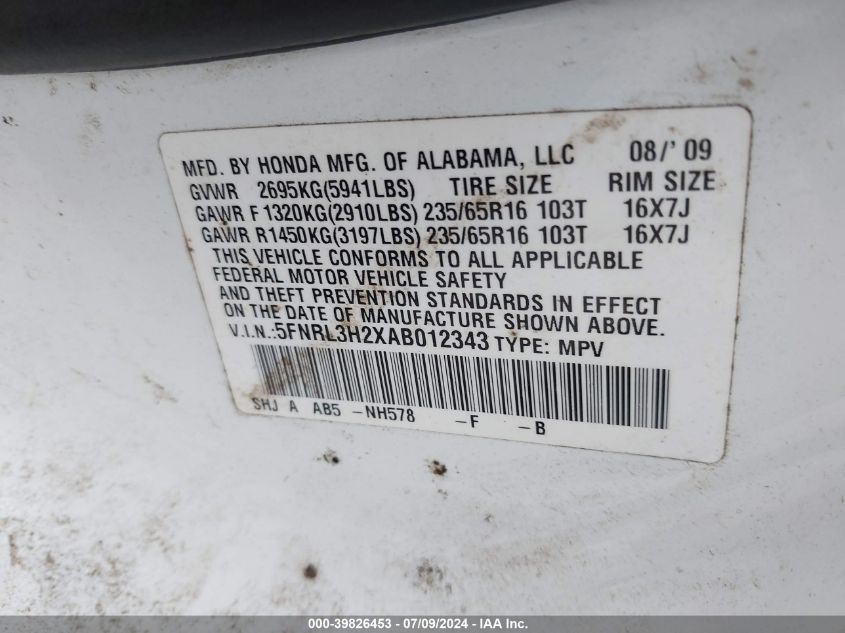 MFD. BY HONDA MFG. OF ALABAMA, LLC 08/'09
GVWR 2695KG(5941LBS) TIRE SIZE RIM SIZE
GAWR F 1320KG(2910LBS) 235/65R16 103T 16X7J
GAWR R1450KG(3197LBS) 235/65R16 103T 16X7J
THIS VEHICLE CONFORMS TO ALL APPLICABLE
FEDERAL MOTOR VEHICLE SAFETY
AND THEFT PREVENTION STANDARDS IN EFFECT
ON THE DATE OF MANUFACTURE SHOWN ABOVE.
V.I.N.:5FNRL3H2XAB012343 TYPE: MPV
SHJ A AB5 -NH578 -F -B
000-39826453 - 07/09/2024 - IAA Inc.